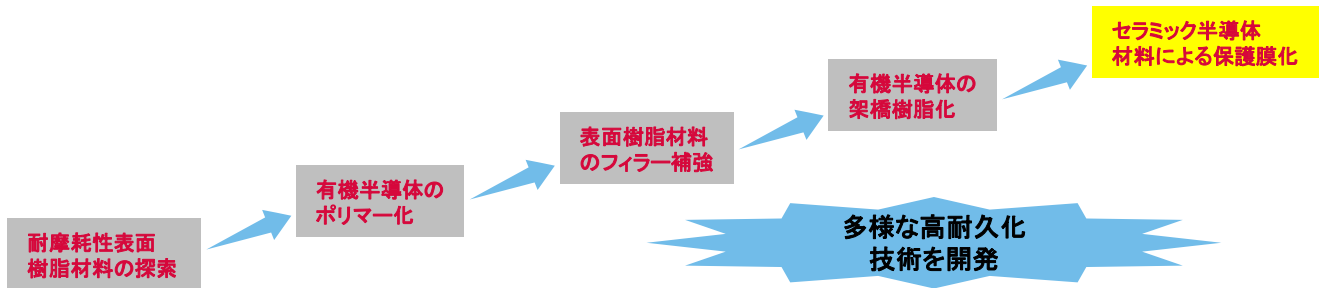 耐摩耗性表面
樹脂材料の探索
有機半導体の
ポリマー化
表面樹脂材料
のフィラー補強
有機半導体の
架橋樹脂化
セラミック半導体
材料による保護膜化
多様な高耐久化
技術を開発